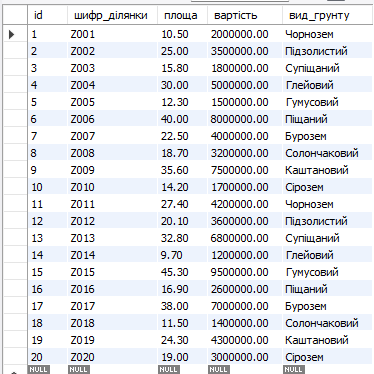 id шифр_ділянки площа вартість вид_грунту
1 Z001 10.50 2000000.00 Чорнозем
2 Z002 25.00 3500000.00 Підзолистий
3 Z003 15.80 1800000.00 Супіщаний
4 Z004 30.00 5000000.00 Глейовий
5 Z005 12.30 1500000.00 Гумусовий
6 Z006 40.00 8000000.00 Піщаний
7 Z007 22.50 4000000.00 Бурозем
8 Z008 18.70 3200000.00 Солончаковий
9 Z009 35.60 7500000.00 Каштановий
10 Z010 14.20 1700000.00 Сірозем
11 Z011 27.40 4200000.00 Чорнозем
12 Z012 20.10 3600000.00 Підзолистий
13 Z013 32.80 6800000.00 Супіщаний
14 Z014 9.70 1200000.00 Глейовий
15 Z015 45.30 9500000.00 Гумусовий
16 Z016 16.90 2600000.00 Піщаний
17 Z017 38.00 7000000.00 Бурозем
18 Z018 11.50 1400000.00 Солончаковий
19 Z019 24.30 4300000.00 Каштановий
20 Z020 19.00 3000000.00 Сірозем
NULL NULL NULL NULL NULL